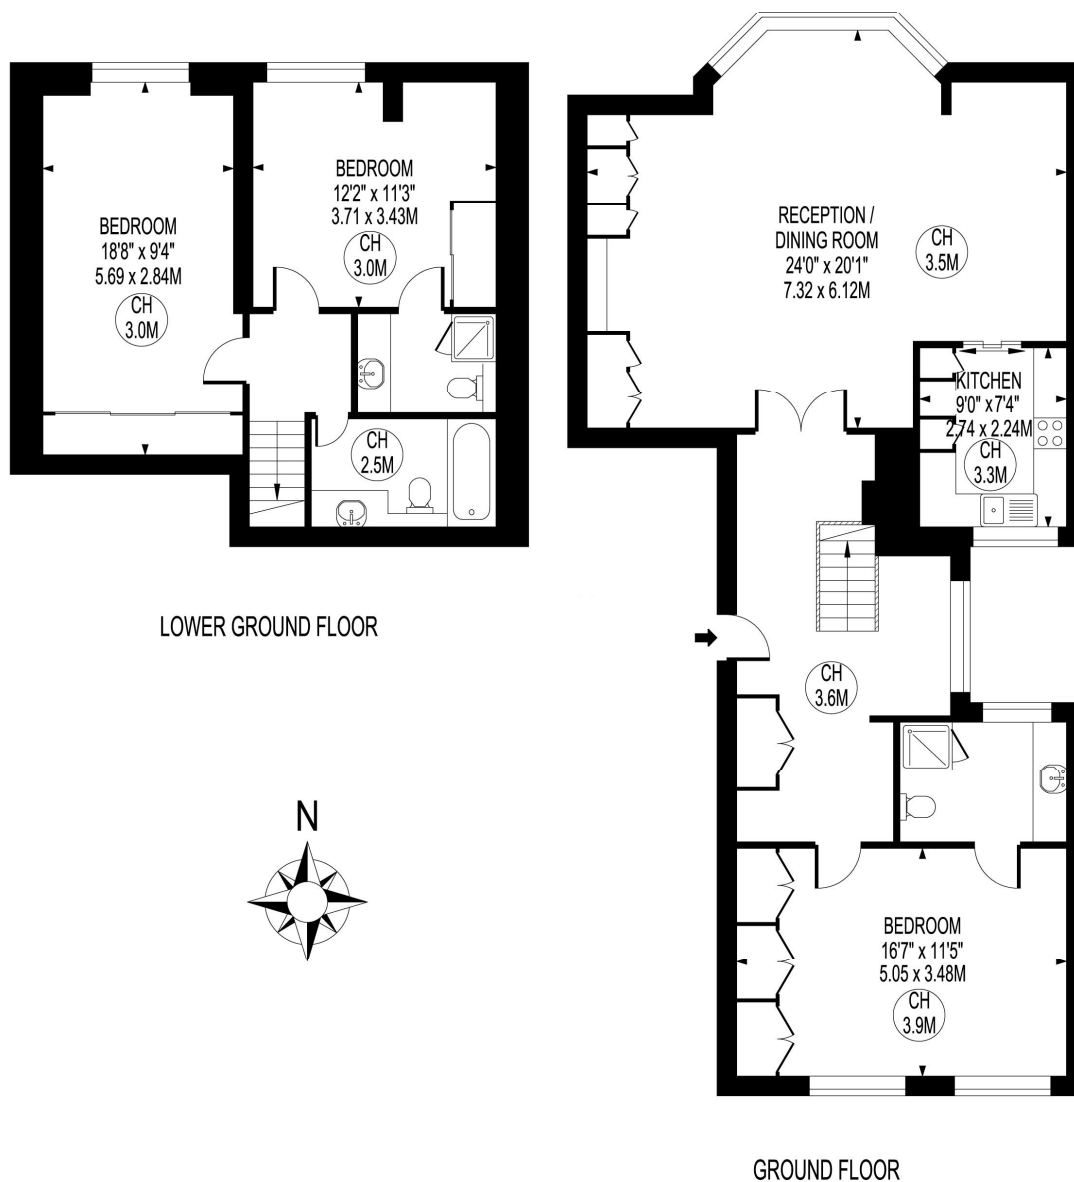 BEDROOM
18'8" x 9'4"
5.69 x 2.84M
CH
3.0M
BEDROOM
12'2" x 11'3"
3.71 x 3.43M
CH
3.0M
CH
2.5M
LOWER GROUND FLOOR
N
RECEPTION /
DINING ROOM
24'0" x 20'1"
7.32 x 6.12M
CH
3.5M
KITCHEN
9'0" x 7'4"
2.74 x 2.24M
CH
3.3M
CH
3.6M
BEDROOM
16'7" x 11'5"
5.05 x 3.48M
CH
3.9M
GROUND FLOOR